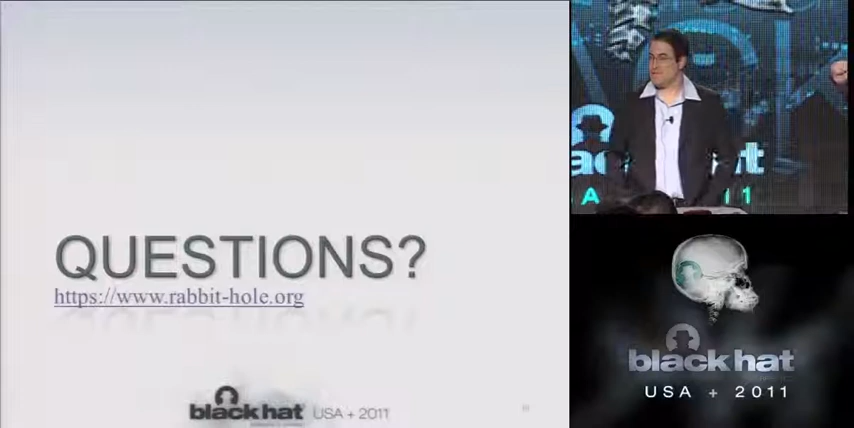 QUESTIONS?
https://www.rabbit-hole.org
black hat USA + 2011
black hat
USA + 2011